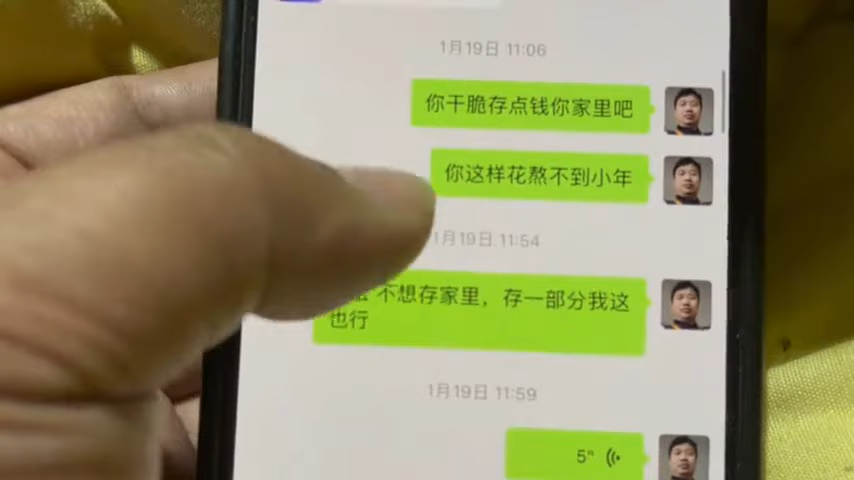 1月19日 11:06
你干脆存点钱你家里吧
你这样花熬不到小年
1月19日 11:54
不想存家里，存一部分我这
也行
1月19日 11:59
5"